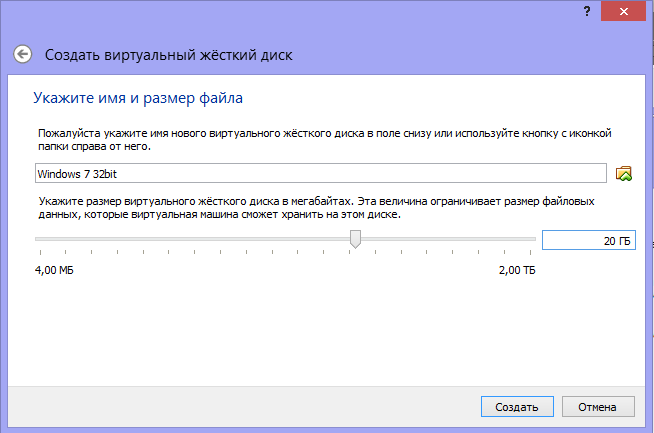 ?
Создать виртуальный жёсткий диск
Укажите имя и размер файла
Пожалуйста укажите имя нового виртуального жёсткого диска в поле снизу или используйте кнопку с иконкой
папки справа от него.
Windows 7 32bit
Укажите размер виртуального жёсткого диска в мегабайтах. Эта величина ограничивает размер файловых
данных, которые виртуальная машина сможет хранить на этом диске.
20 ГБ
4,00 МБ 2,00 ТБ
Создать Отмена